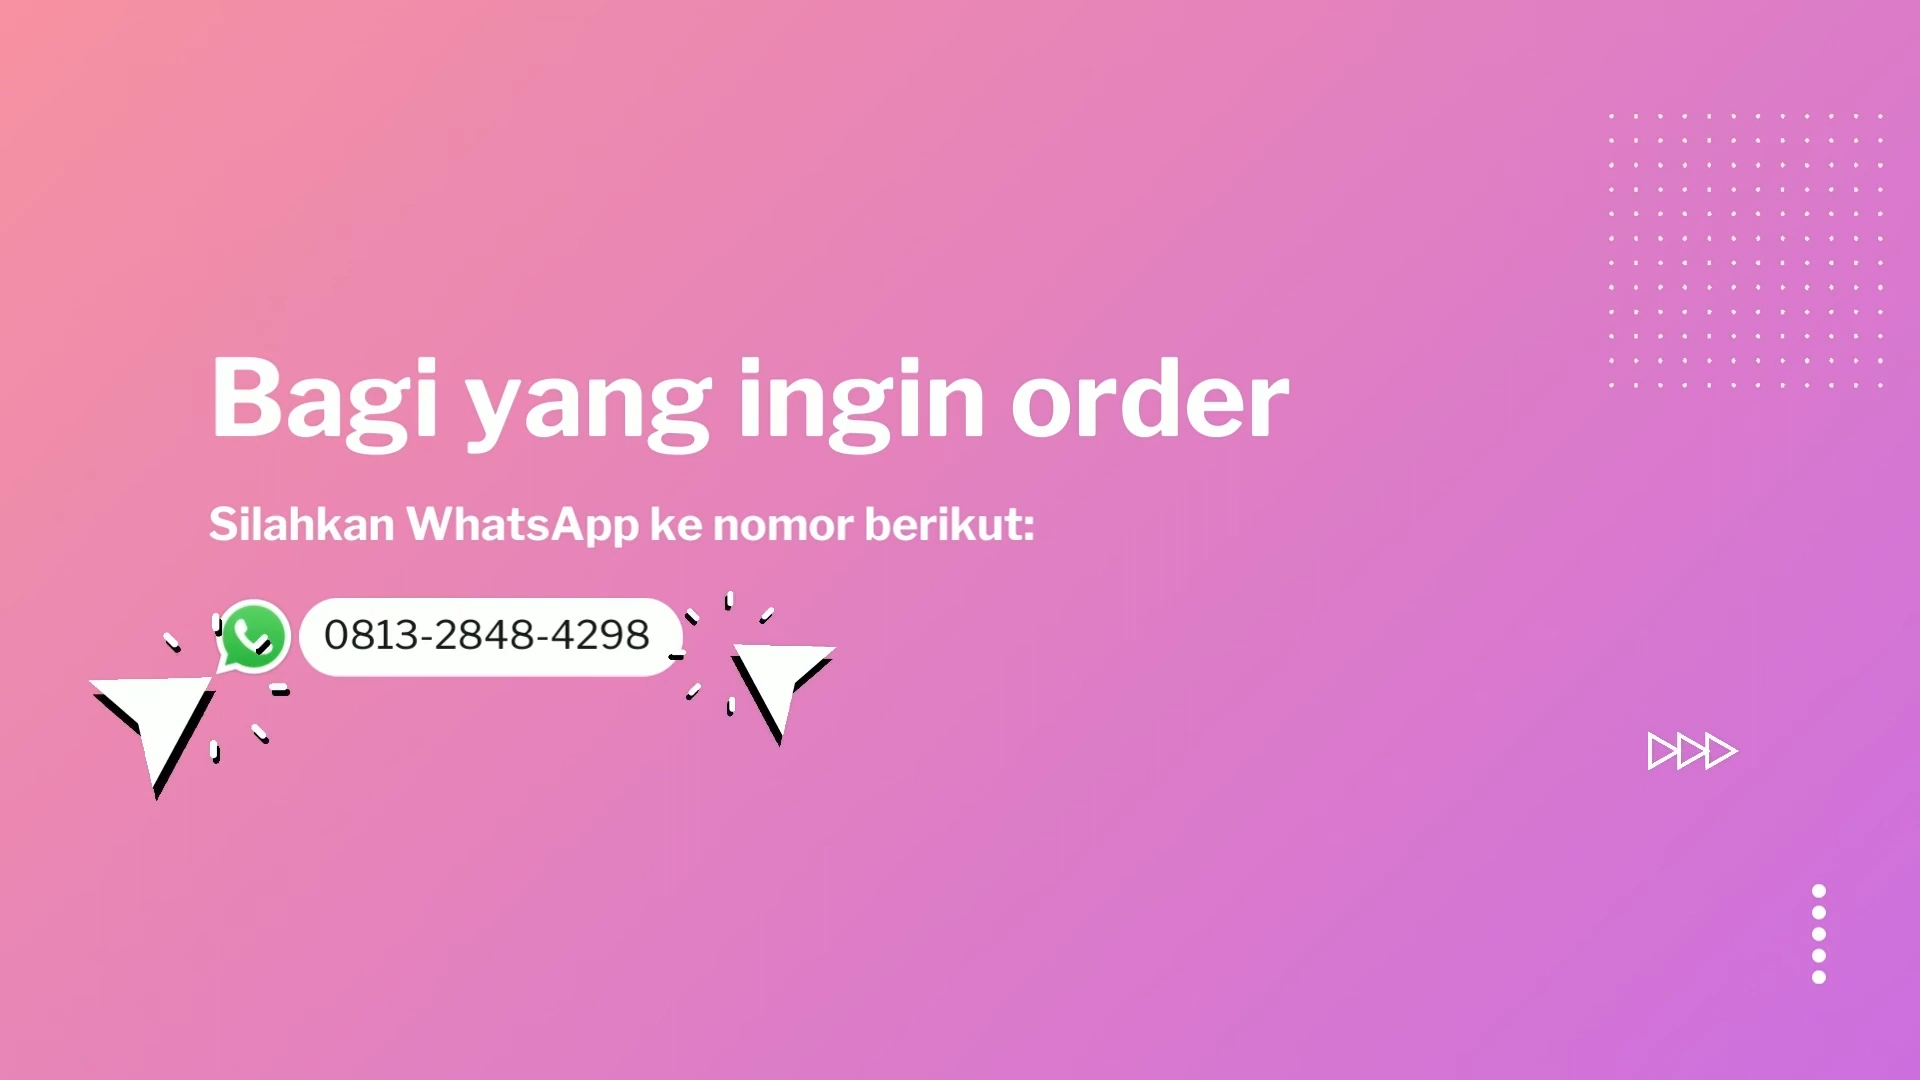 Bagi yang ingin order
Silahkan WhatsApp ke nomor berikut:
0813-2848-4298